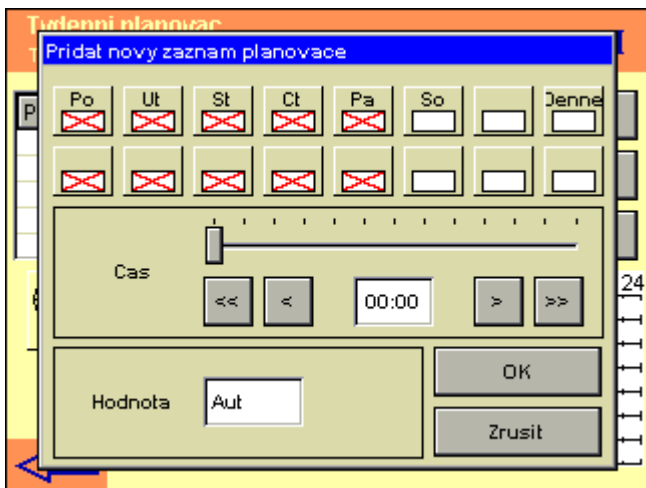 Tydenni planovac
Pridat novy zaznam planovace
P
Po Ut St Ct Pa So Denne
Cas
<< < 00:00 > >>
24
Hodnota Aut
OK
Zrusit